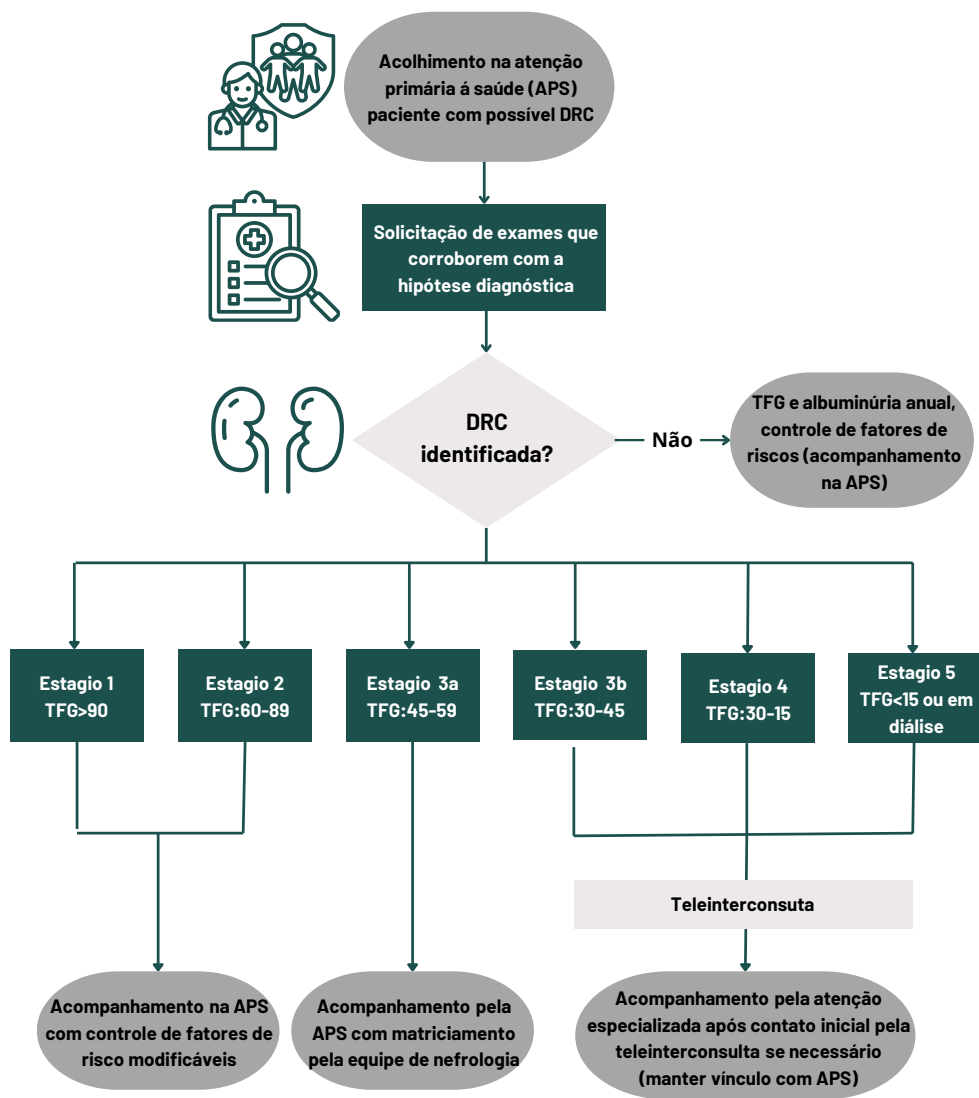 Acolhimento na atenção
primária á saúde (APS)
paciente com possível DRC
Solicitação de exames que
corroborem com a
hipótese diagnóstica
DRC
identificada?
Não
TFG e albuminúria anual,
controle de fatores de
riscos (acompanhamento
na APS)
Estagio 1
TFG>90
Estagio 2
TFG:60-89
Estagio 3a
TFG:45-59
Estagio 3b
TFG:30-45
Estagio 4
TFG:30-15
Estagio 5
TFG<15 ou em
diálise
Teleinterconsuta
Acompanhamento na APS
com controle de fatores de
risco modificáveis
Acompanhamento pela
APS com matriciamento
pela equipe de nefrologia
Acompanhamento pela atenção
especializada após contato inicial pela
teleinterconsulta se necessário
(manter vínculo com APS)